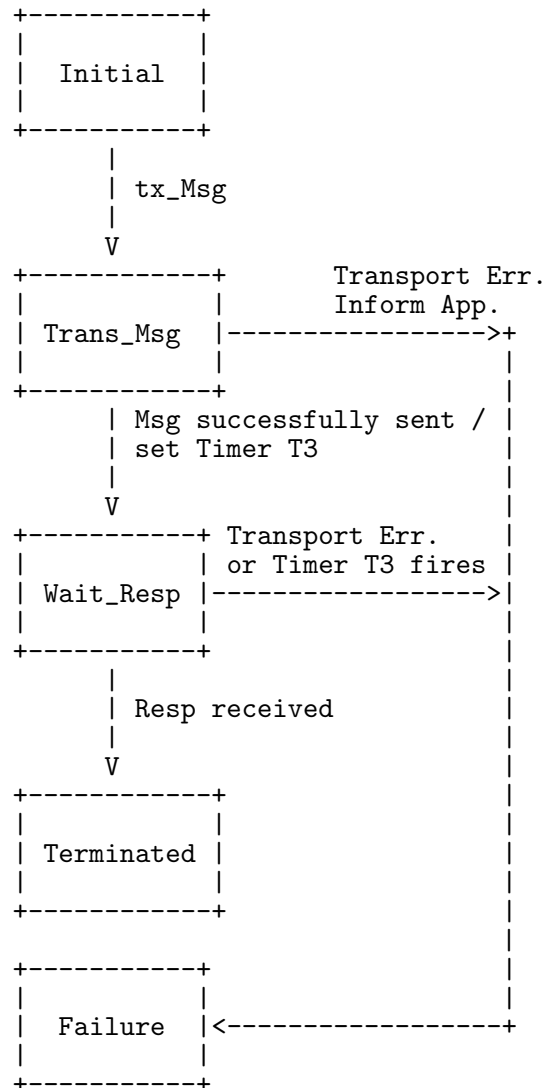 Initial
tx_Msg
Transport Err.
Inform App.
Trans_Msg
Msg successfully sent /
set Timer T3
Transport Err.
or Timer T3 fires
Wait_Resp
Resp received
Terminated
Failure